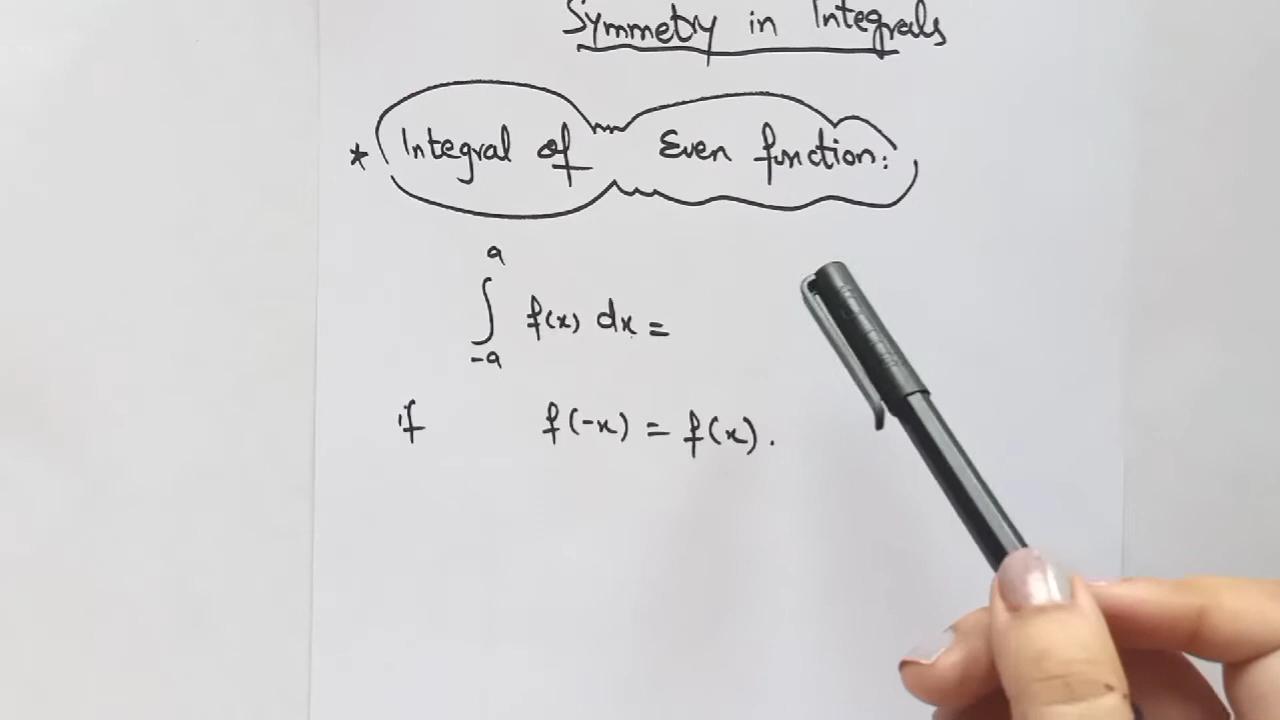 Symmetry in Integrals
* Integral of Even function:
∫_{-a}^{a} f(x) dx =
if f(-x) = f(x).